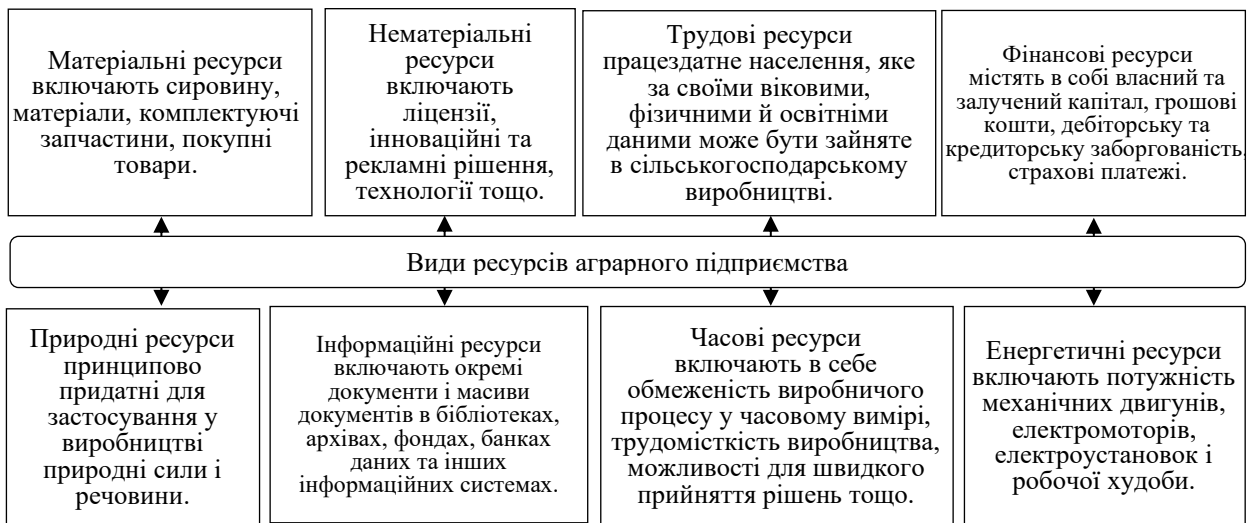 Матеріальні ресурси
включають сировину,
матеріали, комплектуючі
запчастини, покупні
товари.
Нематеріальні
ресурси
включають
ліцензії,
інноваційні та
рекламні рішення,
технології тощо.
Трудові ресурси
працездатне населення, яке
за своїми віковими,
фізичними й освітніми
даними може бути зайняте
в сільськогосподарському
виробництві.
Фінансові ресурси
містять в собі власний та
залучений капітал, грошові
кошти, дебіторську та
кредиторську заборгованість,
страхові платежі.
Види ресурсів аграрного підприємства
Природні ресурси
принципово
придатні для
застосування у
виробництві
природні сили і
речовини.
Інформаційні ресурси
включають окремі
документи і масиви
документів в бібліотеках,
архівах, фондах, банках
даних та інших
інформаційних системах.
Часові ресурси
включають в себе
обмеженість виробничого
процесу у часовому вимірі,
трудомісткість виробництва,
можливості для швидкого
прийняття рішень тощо.
Енергетичні ресурси
включають потужність
механічних двигунів,
електромоторів,
електроустановок і
робочої худоби.